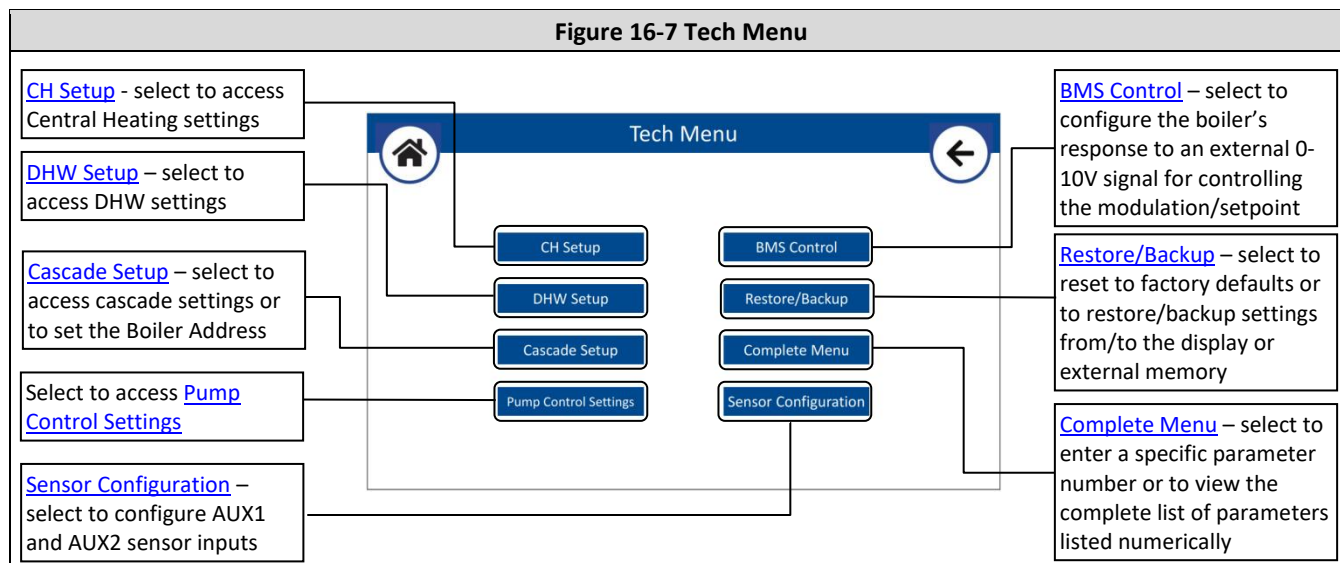 Figure 16-7 Tech Menu
CH Setup - select to access
Central Heating settings
DHW Setup – select to
access DHW settings
Cascade Setup – select to
access cascade settings or
to set the Boiler Address
Select to access Pump
Control Settings
Sensor Configuration –
select to configure AUX1
and AUX2 sensor inputs
Tech Menu
CH Setup
DHW Setup
Cascade Setup
Pump Control Settings
BMS Control
Restore/Backup
Complete Menu
Sensor Configuration
BMS Control – select to
configure the boiler’s
response to an external 0-
10V signal for controlling
the modulation/setpoint
Restore/Backup – select to
reset to factory defaults or
to restore/backup settings
from/to the display or
external memory
Complete Menu – select to
enter a specific parameter
number or to view the
complete list of parameters
listed numerically